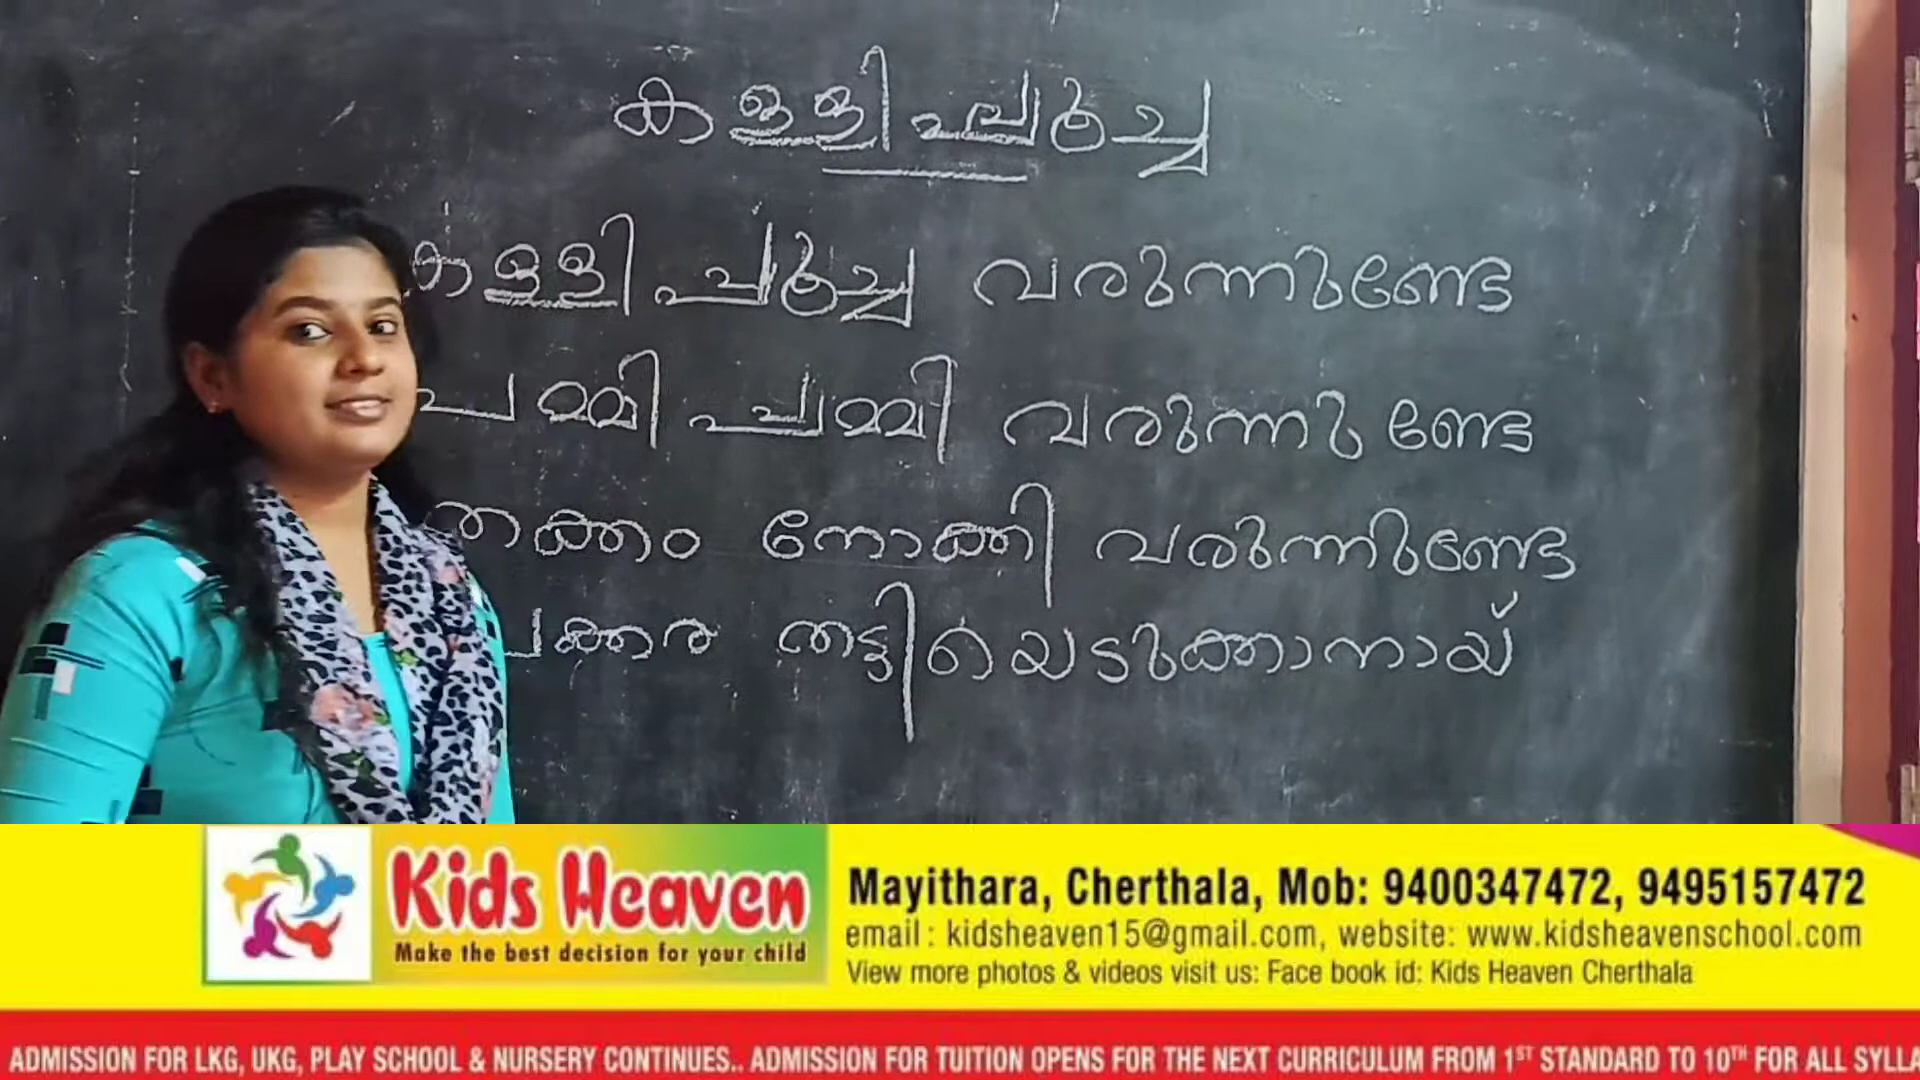 കള്ളിപ്പൂച്ച
കള്ളി പൂച്ച വരുന്നുണ്ടേ
പമ്മി പമ്മി വരുന്നുണ്ടേ
തക്കം നോക്കി വരുന്നുണ്ടേ
ചക്കര തട്ടിയെടുക്കാനായ്
Kids Heaven
Make the best decision for your child
Mayithara, Cherthala, Mob: 9400347472, 9495157472
email : kidsheaven15@gmail.com, website: www.kidsheavenschool.com
View more photos & videos visit us: Face book id: Kids Heaven Cherthala
ADMISSION FOR LKG, UKG, PLAY SCHOOL & NURSERY CONTINUES.. ADMISSION FOR TUITION OPENS FOR THE NEXT CURRICULUM FROM 1ST STANDARD TO 10TH FOR ALL SYLLA